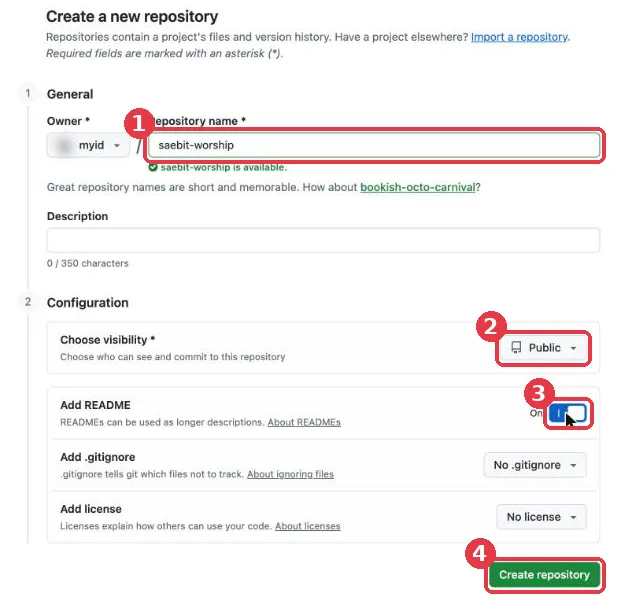 Create a new repository
Repositories contain a project's files and version history. Have a project elsewhere? Import a repository.
Required fields are marked with an asterisk (*).
1 General
Owner * 1 epository name *
myid / saebit-worship
saebit-worship is available.
Great repository names are short and memorable. How about bookish-octo-carnival?
Description
0 / 350 characters
2 Configuration
2
Choose visibility *
Public
Choose who can see and commit to this repository
3
Add README
On
READMEs can be used as longer descriptions. About READMEs
Add .gitignore
No .gitignore
.gitignore tells git which files not to track. About ignoring files
Add license
No license
Licenses explain how others can use your code. About licenses
4
Create repository